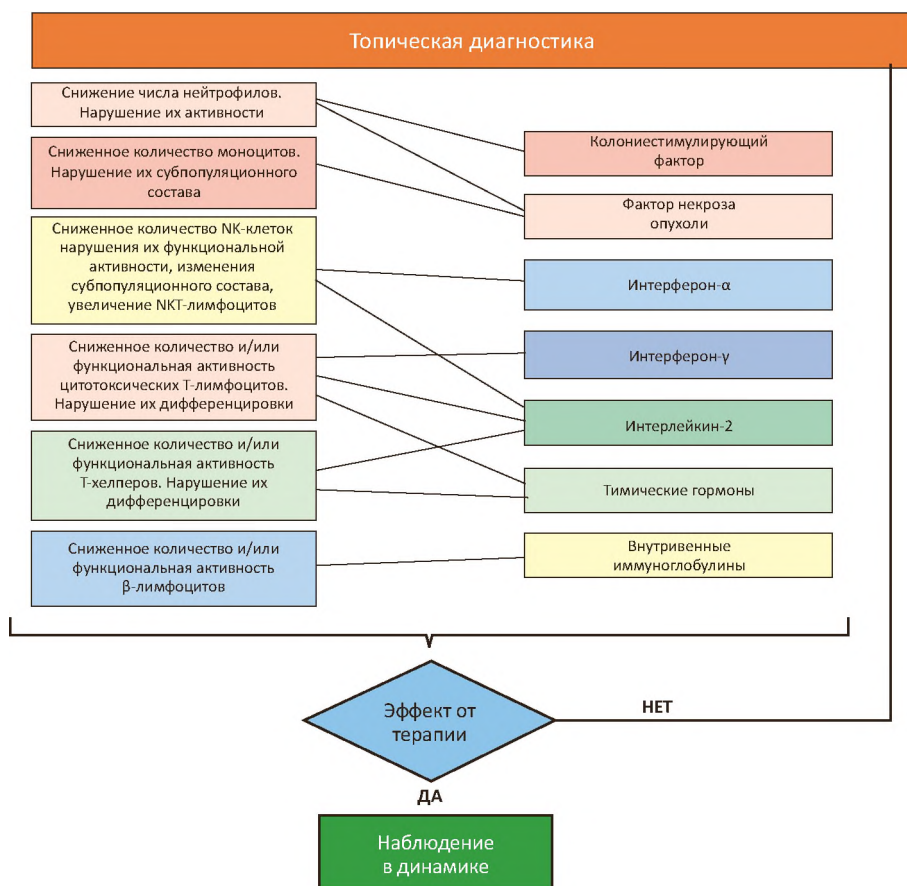 Топическая диагностика
Снижение числа нейтрофилов.
Нарушение их активности
Сниженное количество моноцитов.
Нарушение их субпопуляционного
состава
Сниженное количество NK-клеток
нарушения их функциональной
активности, изменения
субпопуляционного состава,
увеличение NKT-лимфоцитов
Сниженное количество и/или
функциональная активность
цитотоксических Т-лимфоцитов.
Нарушение их дифференцировки
Сниженное количество и/или
функциональная активность
Т-хелперов. Нарушение их
дифференцировки
Сниженное количество и/или
функциональная активность
β-лимфоцитов
Колониестимулирующий
фактор
Фактор некроза
опухоли
Интерферон-α
Интерферон-γ
Интерлейкин-2
Тимические гормоны
Внутривенные
иммуноглобулины
Эффект от
терапии
НЕТ
ДА
Наблюдение
в динамике